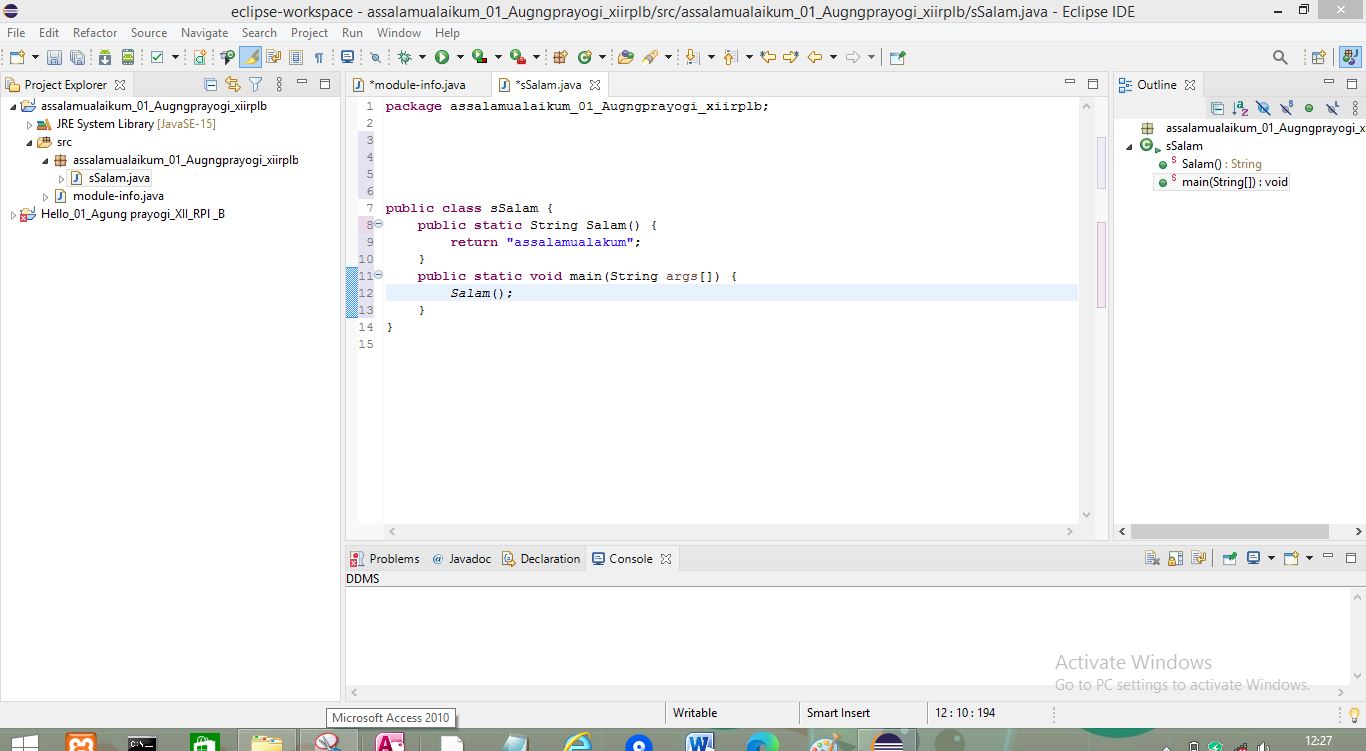 eclipse-workspace - assalamualaikum_01_Augngprayogi_xiirplb/src/assalamualaikum_01_Augngprayogi_xiirplb/sSalam.java - Eclipse IDE
File Edit Refactor Source Navigate Search Project Run Window Help
Project Explorer
assalamualaikum_01_Augngprayogi_xiirplb
JRE System Library [JavaSE-15]
src
assalamualaikum_01_Augngprayogi_xiirplb
sSalam.java
module-info.java
Hello_01_Agung prayogi_XII_RPI _B
*module-info.java
*sSalam.java
1 package assalamualaikum_01_Augngprayogi_xiirplb;
2
3
4
5
6
7 public class sSalam {
8 public static String Salam() {
9 return "assalamualakum";
10 }
11 public static void main(String args[]) {
12 Salam();
13 }
14 }
15
Outline
assalamualaikum_01_Augngprayogi_x
sSalam
Salam() : String
main(String[]) : void
Problems @ Javadoc Declaration Console
DDMS
Activate Windows
Go to PC settings to activate Windows.
Writable Smart Insert 12 : 10 : 194
Microsoft Access 2010
12:27